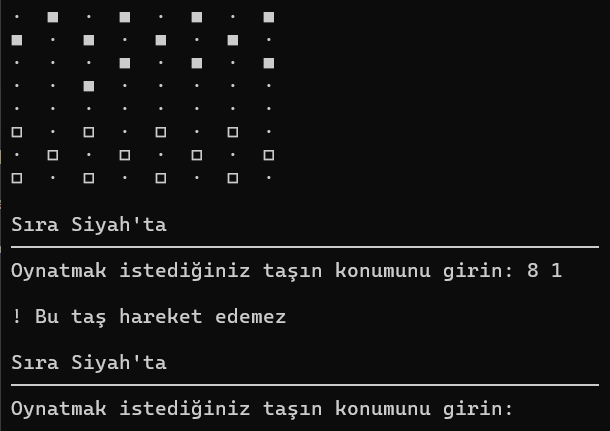 · ■ · ■ · ■ · ■
■ · ■ · ■ · ■ ·
· · · ■ · ■ · ■
· · ■ · · · · ·
· · · · · · · ·
□ · □ · □ · □ ·
· □ · □ · □ · □
□ · □ · □ · □ ·
Sıra Siyah'ta
Oynatmak istediğiniz taşın konumunu girin: 8 1
! Bu taş hareket edemez
Sıra Siyah'ta
Oynatmak istediğiniz taşın konumunu girin: